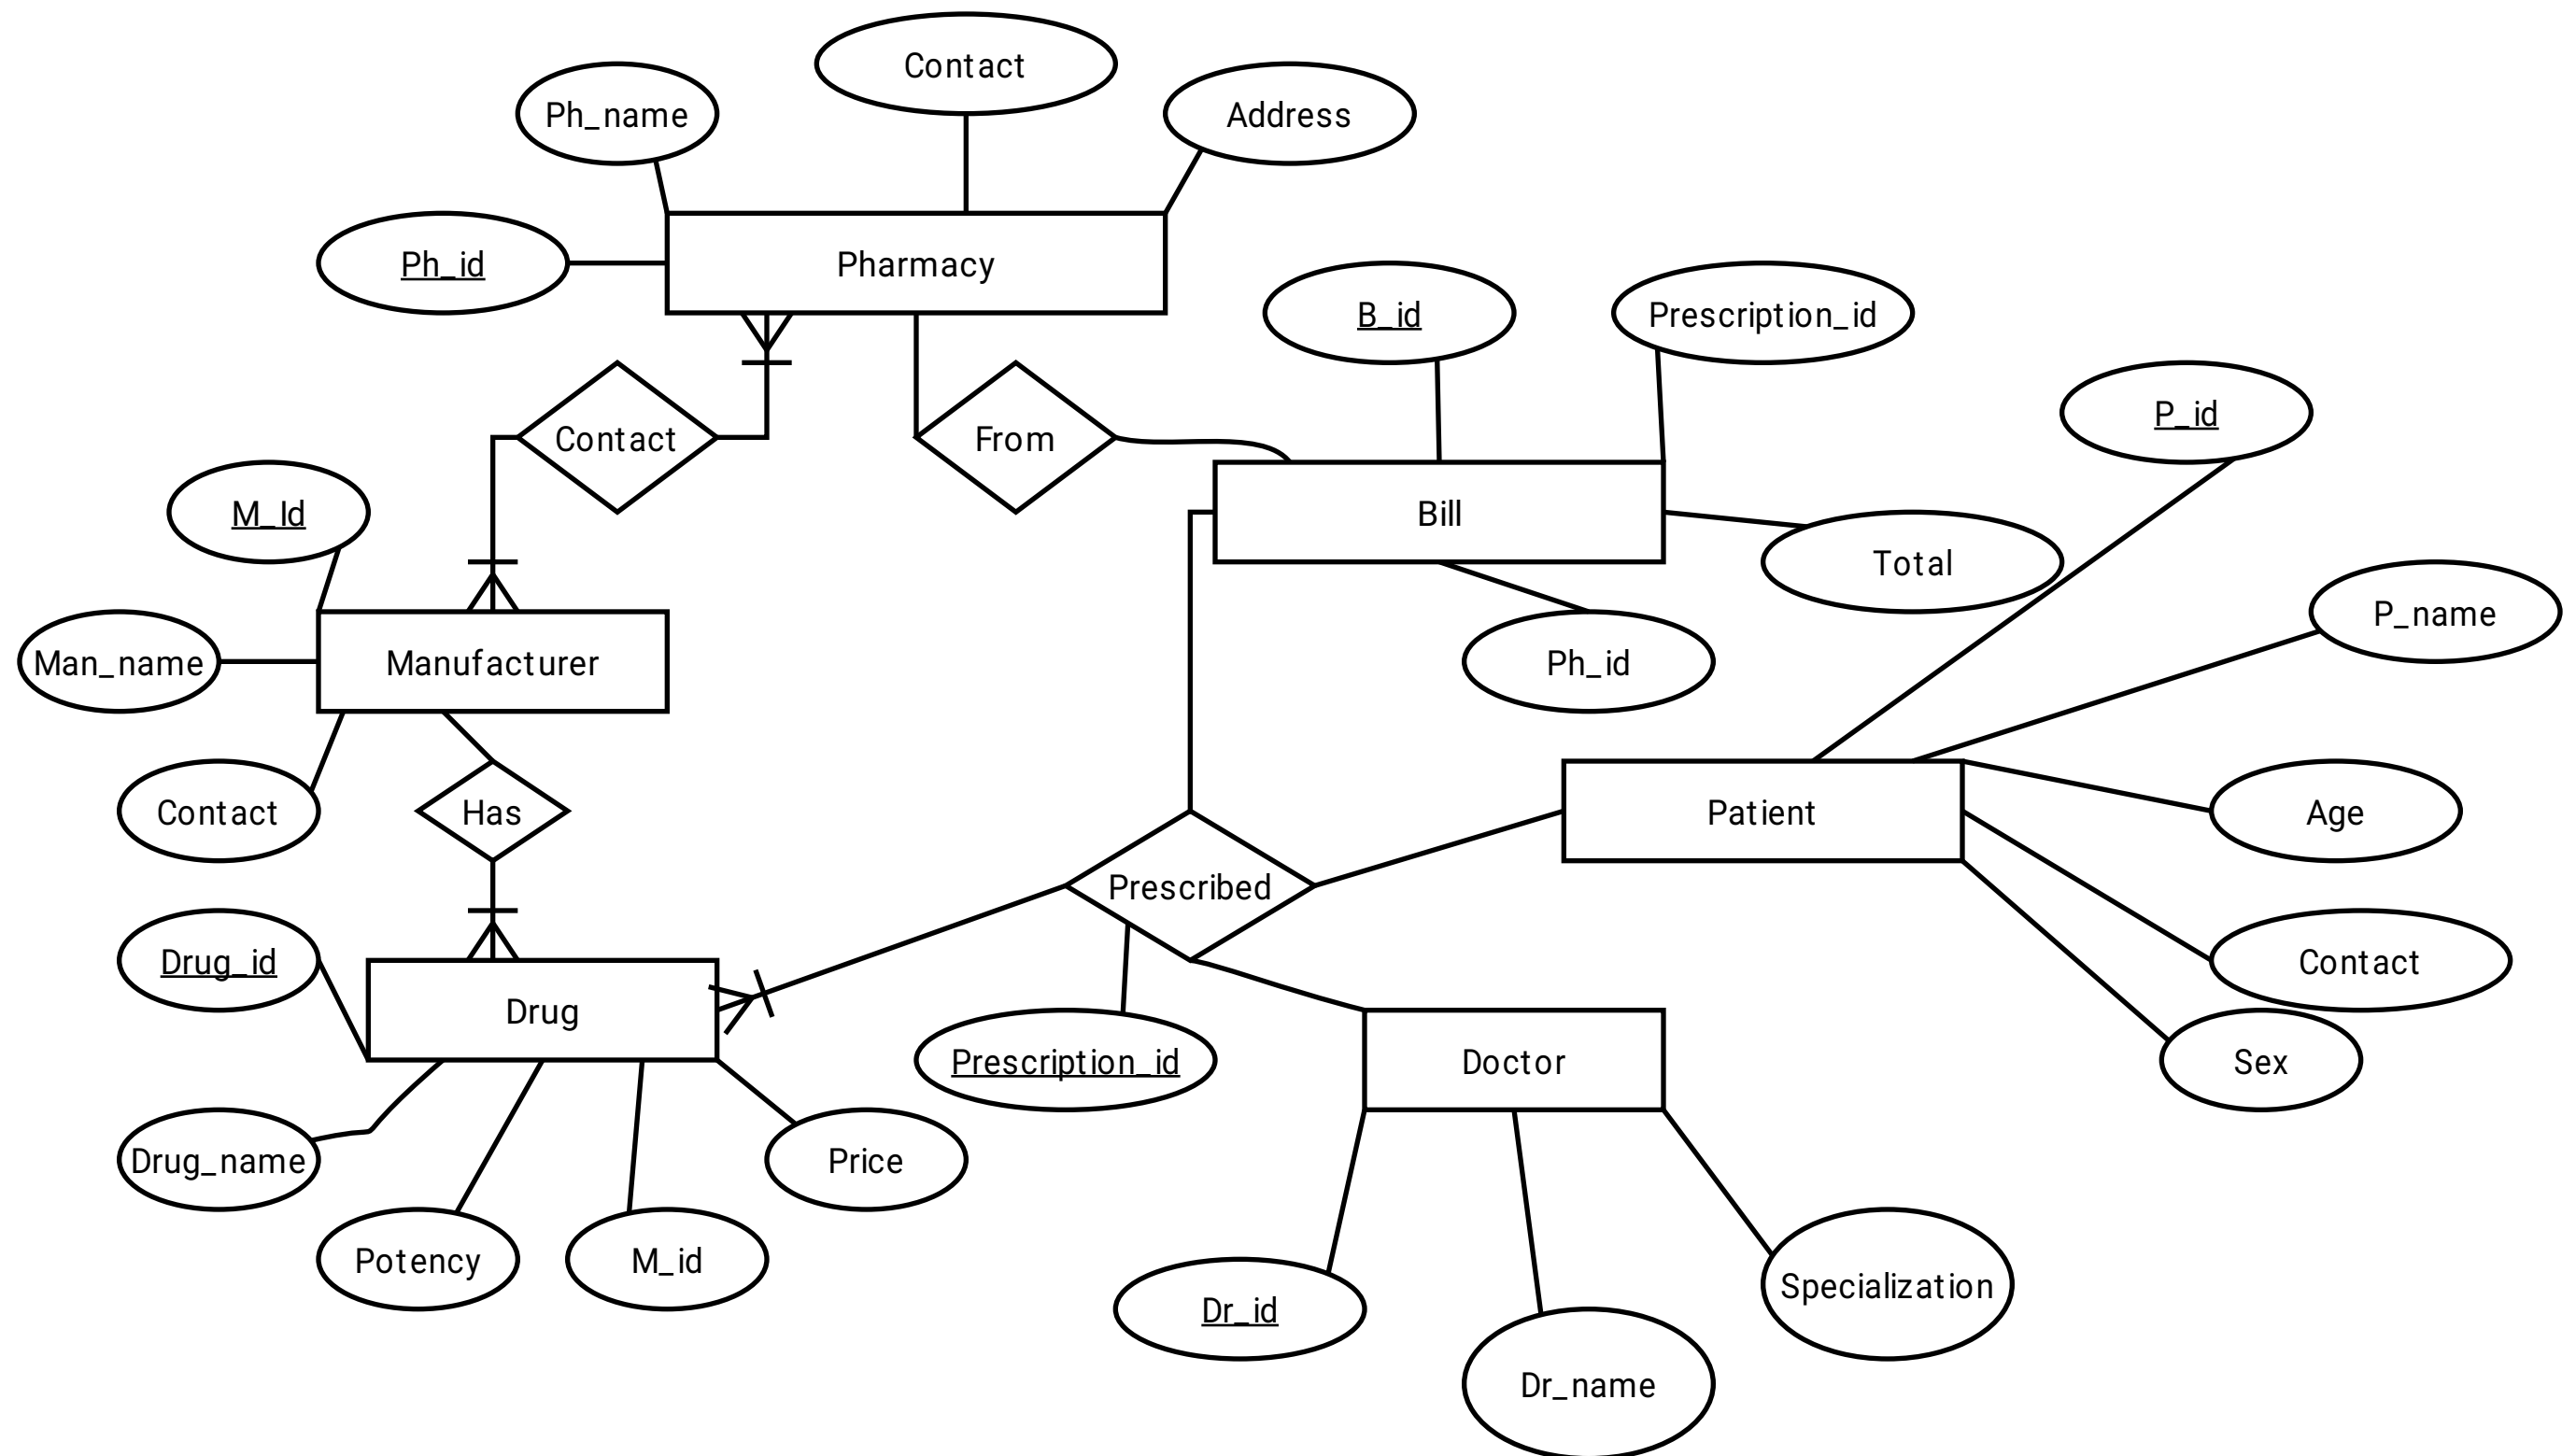 Contact
Ph_name
Address
Ph_id
Pharmacy
B_id
Prescription_id
P_id
Contact
From
M_Id
Bill
Total
P_name
Man_name
Manufacturer
Ph_id
Contact
Has
Patient
Age
Prescribed
Drug_id
Contact
Drug
Prescription_id
Doctor
Sex
Drug_name
Price
Potency
M_id
Specialization
Dr_id
Dr_name